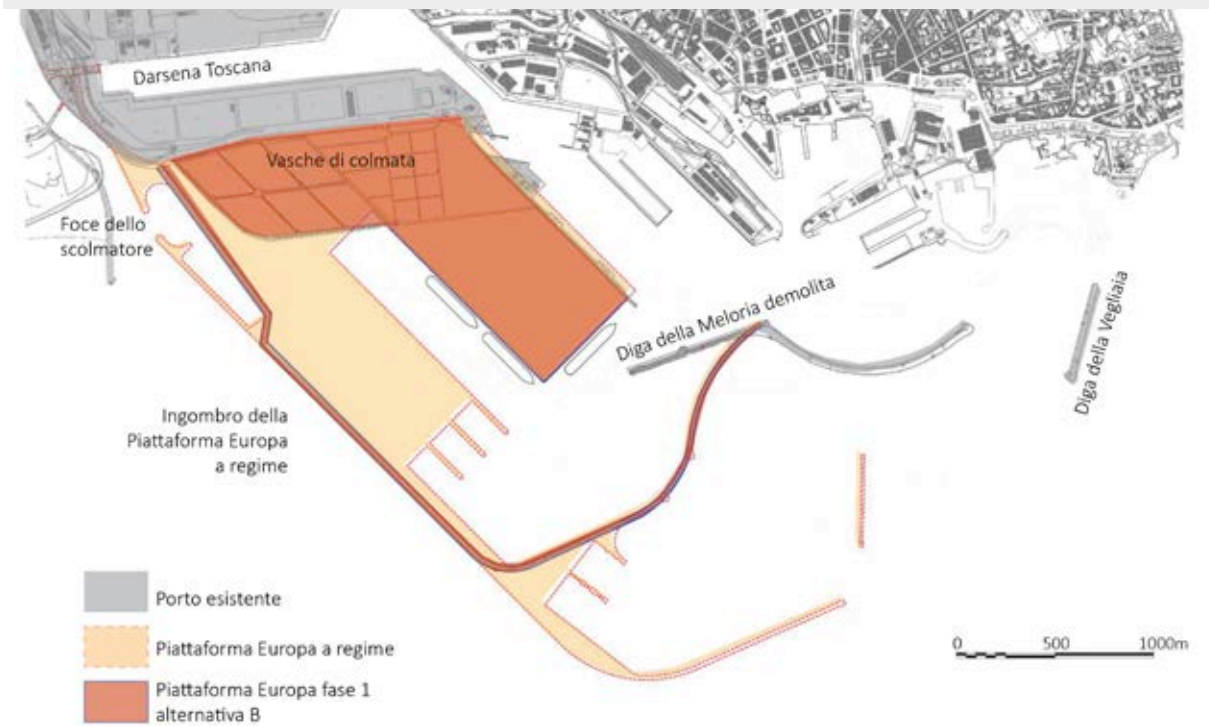 Darsena Toscana
Vasche di colmata
Foce dello
scolmatore
Diga della Meloria demolita
Diga della Vegliaia
Ingombro della
Piattaforma Europa
a regime
Porto esistente
Piattaforma Europa a regime
Piattaforma Europa fase 1
alternativa B
0 500 1000m